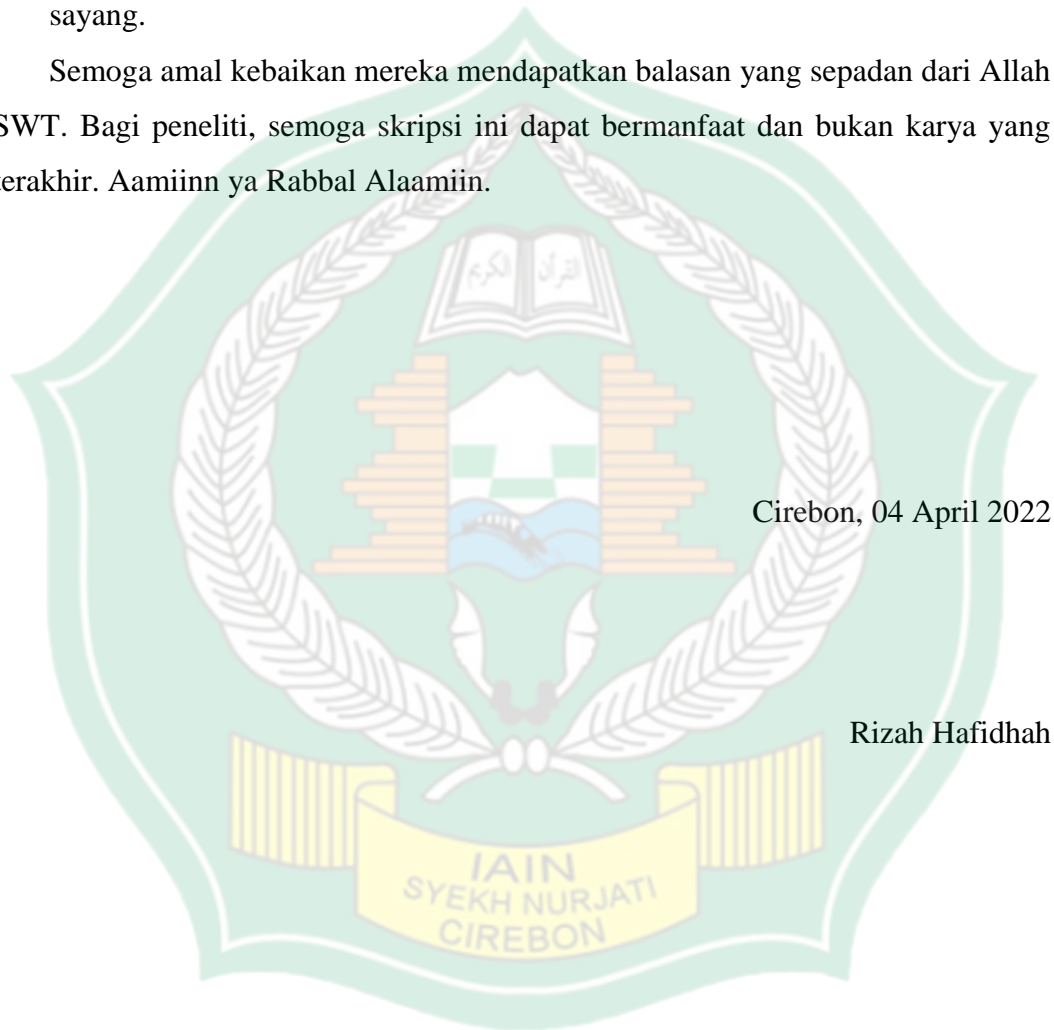 sayang.
Semoga amal kebaikan mereka mendapatkan balasan yang sepadan dari Allah
SWT. Bagi peneliti, semoga skripsi ini dapat bermanfaat dan bukan karya yang
terakhir. Aamiinn ya Rabbal Alaamiin.
القرآن الكريم
Cirebon, 04 April 2022
Rizah Hafidhah
IAIN
SYEKH NURJATI
CIREBON